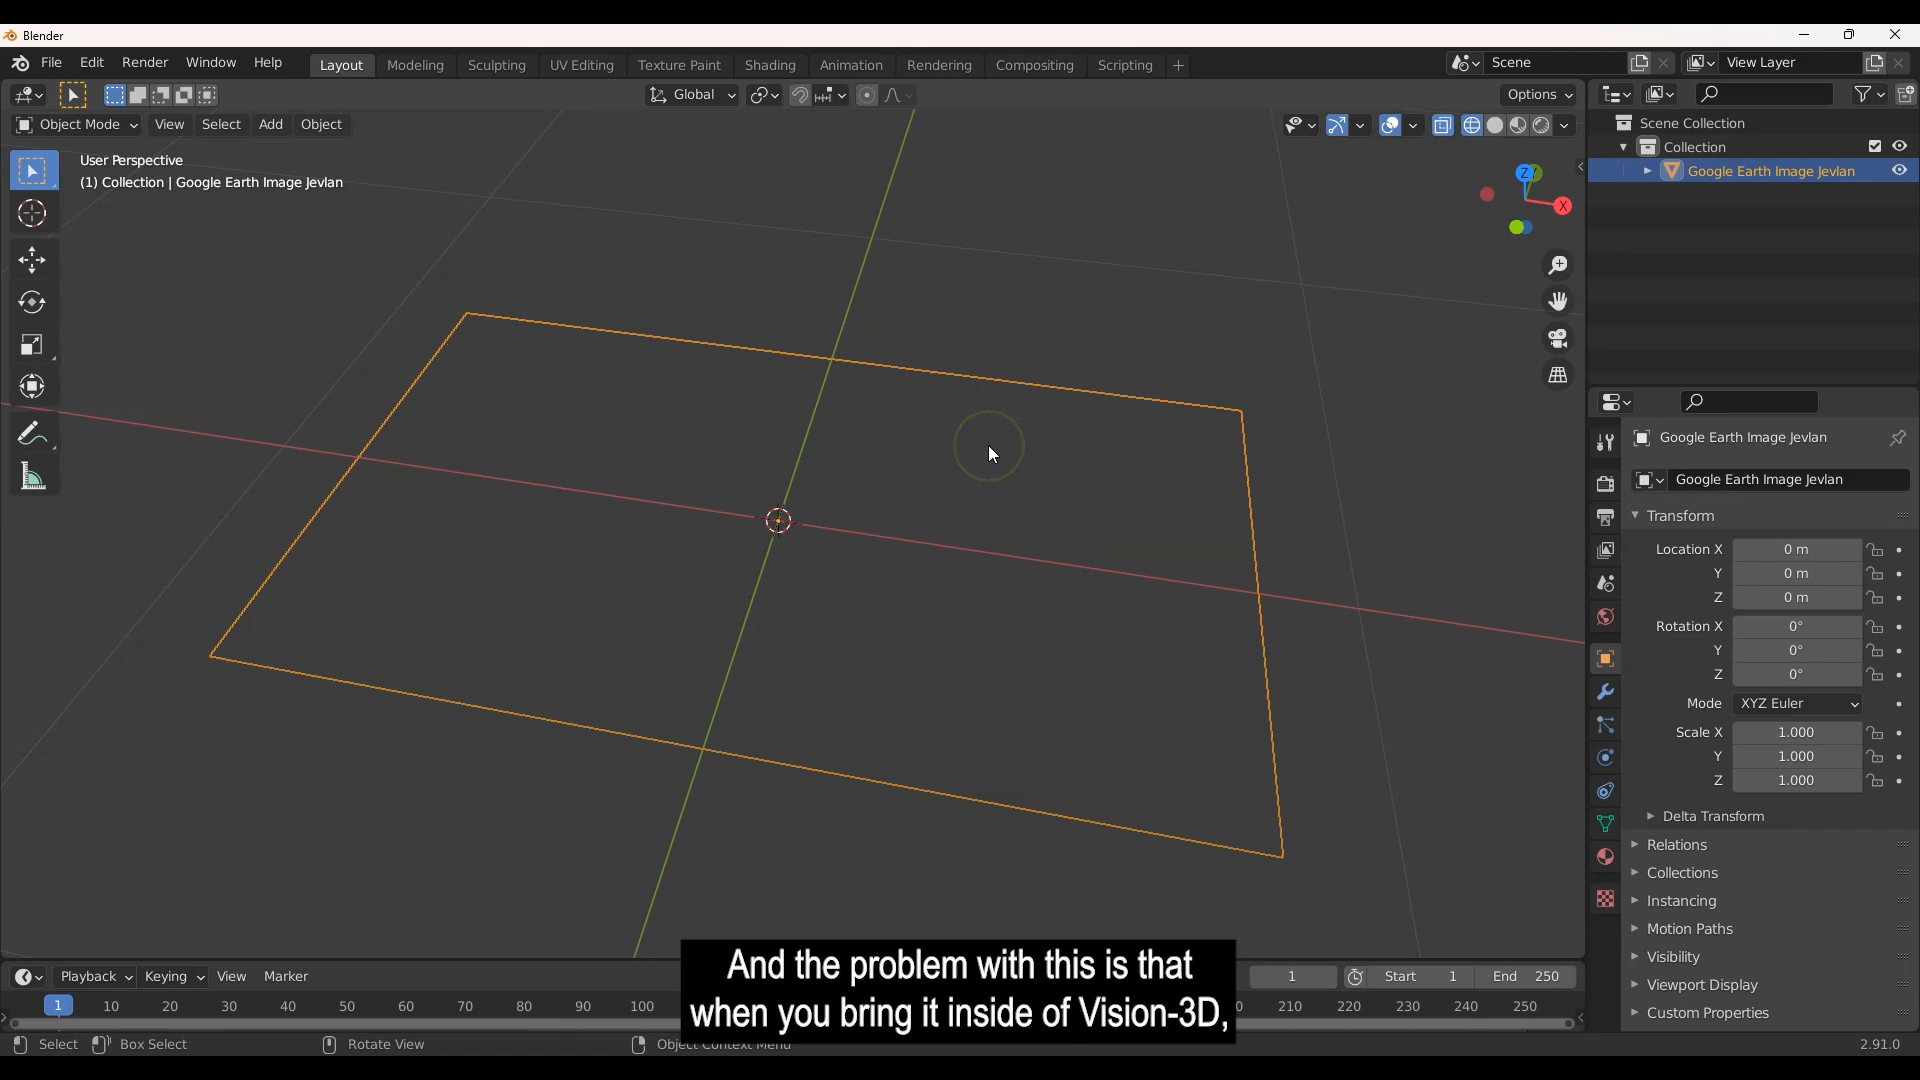 Blender
File Edit Render Window Help
Layout Modeling Sculpting UV Editing Texture Paint Shading Animation Rendering Compositing Scripting +
Scene
View Layer
Global
Options
Object Mode View Select Add Object
User Perspective
(1) Collection | Google Earth Image Jevlan
Z
X
Scene Collection
Collection
Google Earth Image Jevlan
Google Earth Image Jevlan
Google Earth Image Jevlan
Transform
Location X 0 m
Y 0 m
Z 0 m
Rotation X 0°
Y 0°
Z 0°
Mode XYZ Euler
Scale X 1.000
Y 1.000
Z 1.000
Delta Transform
Relations
Collections
Instancing
Motion Paths
Visibility
Viewport Display
Custom Properties
And the problem with this is that
when you bring it inside of Vision-3D,
Playback Keying View Marker
1 Start 1 End 250
1 10 20 30 40 50 60 70 80 90 100 210 220 230 240 250
Select Box Select Rotate View Object Context Menu
2.91.0